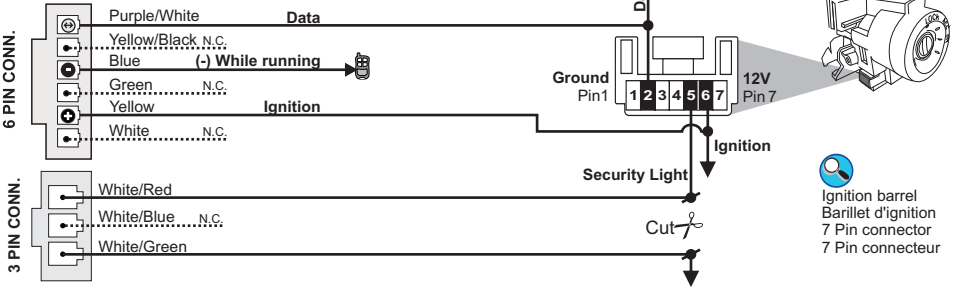 6 PIN CONN.
Purple/White Data
Yellow/Black N.C.
Blue (-) While running
Green N.C.
Yellow Ignition
White N.C.
D
Ground 12V
Pin1 1 2 3 4 5 6 7 Pin 7
Ignition
Security Light
3 PIN CONN.
White/Red
White/Blue N.C.
White/Green
Cut
LOCK
Ignition barrel
Barillet d'ignition
7 Pin connector
7 Pin connecteur